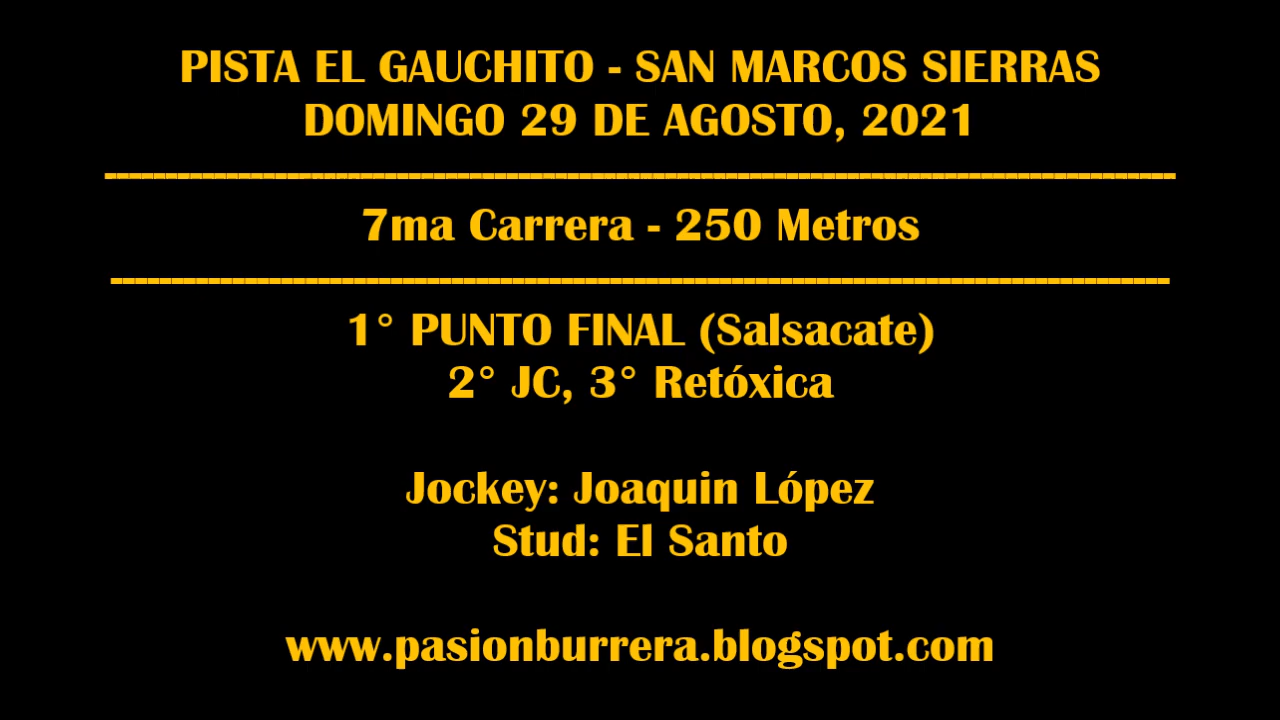 PISTA EL GAUCHITO - SAN MARCOS SIERRAS
DOMINGO 29 DE AGOSTO, 2021
7ma Carrera - 250 Metros
1° PUNTO FINAL (Salsacate)
2° JC, 3° Retóxica
Jockey: Joaquin López
Stud: El Santo
www.pasionburrera.blogspot.com